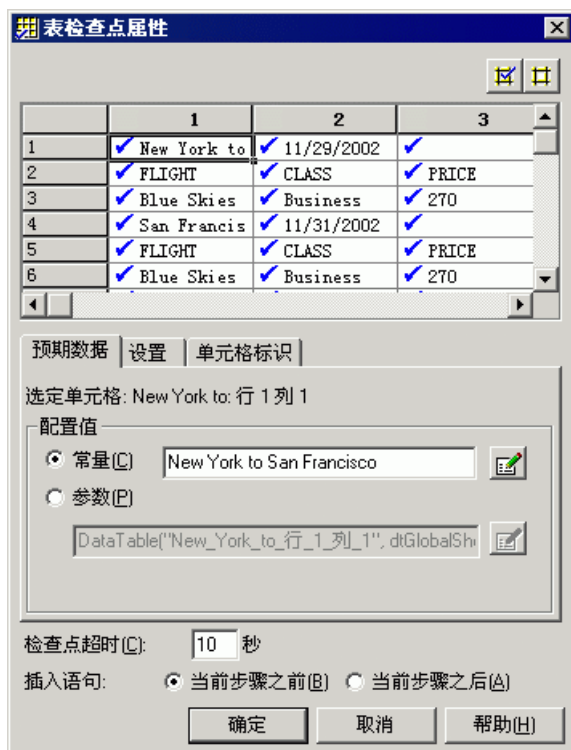 表检查点属性
1 2 3
1 New York to 11/29/2002
2 FLIGHT CLASS PRICE
3 Blue Skies Business 270
4 San Francis 11/31/2002
5 FLIGHT CLASS PRICE
6 Blue Skies Business 270
预期数据 设置 单元格标识
选定单元格: New York to: 行 1 列 1
配置值
常量(C) New York to San Francisco
参数(P)
DataTable("New_York_to_行_1_列_1", dtGlobalSh
检查点超时(C): 10 秒
插入语句: 当前步骤之前(B) 当前步骤之后(A)
确定 取消 帮助(H)